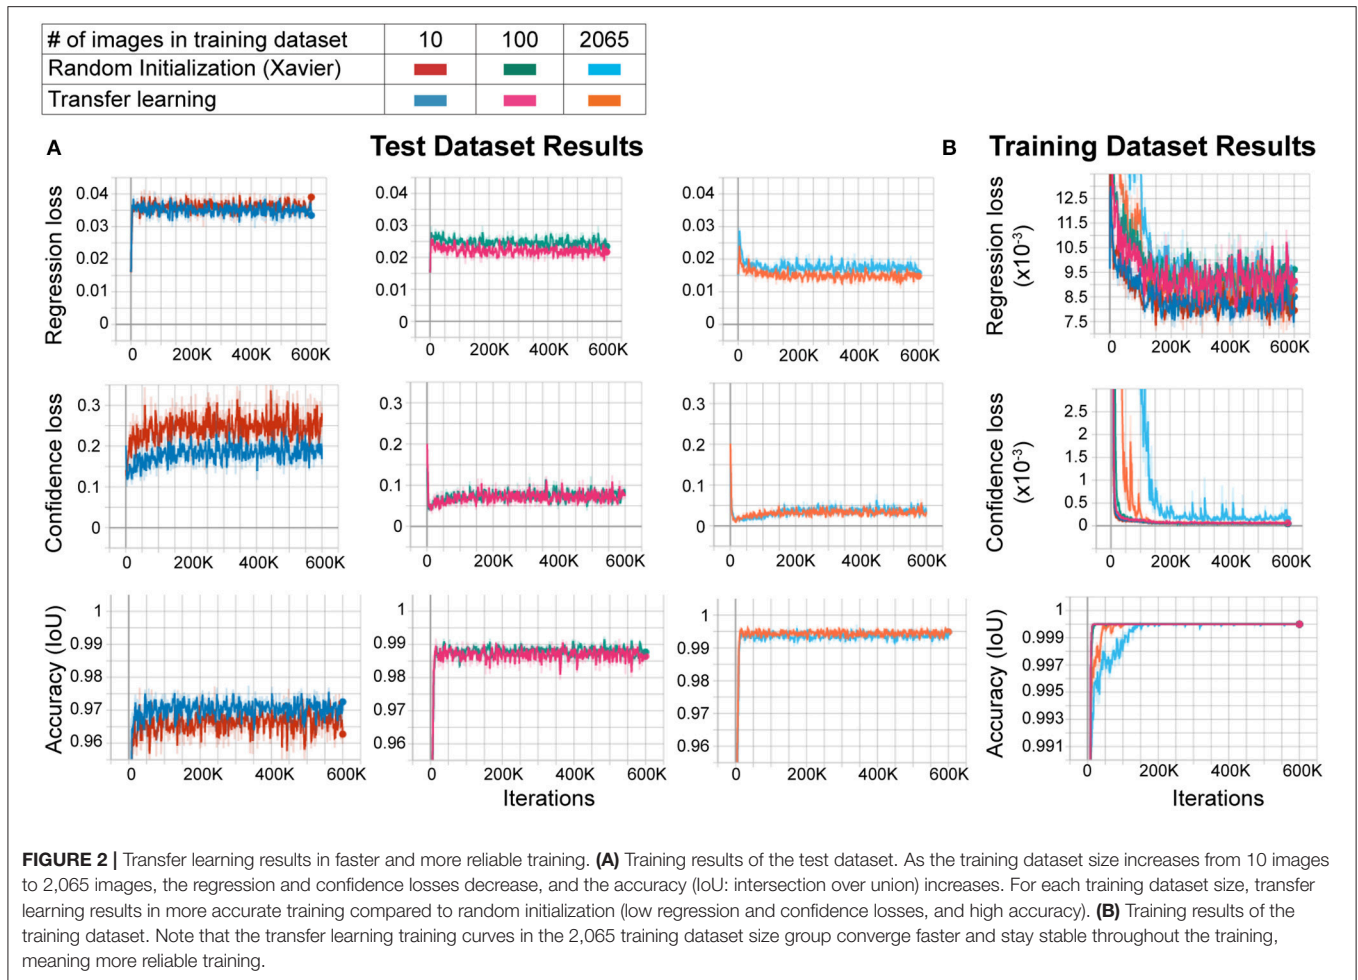 # of images in training dataset 10 100 2065
Random Initialization (Xavier)
Transfer learning
A Test Dataset Results B Training Dataset Results
Regression loss
0.04
0.03
0.02
0.01
0
0 200K 400K 600K
0.04
0.03
0.02
0.01
0
0 200K 400K 600K
0.04
0.03
0.02
0.01
0
0 200K 400K 600K
Regression loss
(x10⁻³)
12.5
11.5
10.5
9.5
8.5
7.5
0 200K 400K 600K
Confidence loss
0.3
0.2
0.1
0
0 200K 400K 600K
0.3
0.2
0.1
0
0 200K 400K 600K
0.3
0.2
0.1
0
0 200K 400K 600K
Confidence loss
(x10⁻³)
2.5
2
1.5
1
0.5
0
0 200K 400K 600K
Accuracy (IoU)
1
0.99
0.98
0.97
0.96
0 200K 400K 600K
1
0.99
0.98
0.97
0.96
0 200K 400K 600K
Iterations
1
0.99
0.98
0.97
0.96
0 200K 400K 600K
Accuracy (IoU)
1
0.999
0.997
0.995
0.993
0.991
0 200K 400K 600K
Iterations
FIGURE 2 | Transfer learning results in faster and more reliable training. (A) Training results of the test dataset. As the training dataset size increases from 10 images
to 2,065 images, the regression and confidence losses decrease, and the accuracy (IoU: intersection over union) increases. For each training dataset size, transfer
learning results in more accurate training compared to random initialization (low regression and confidence losses, and high accuracy). (B) Training results of the
training dataset. Note that the transfer learning training curves in the 2,065 training dataset size group converge faster and stay stable throughout the training,
meaning more reliable training.